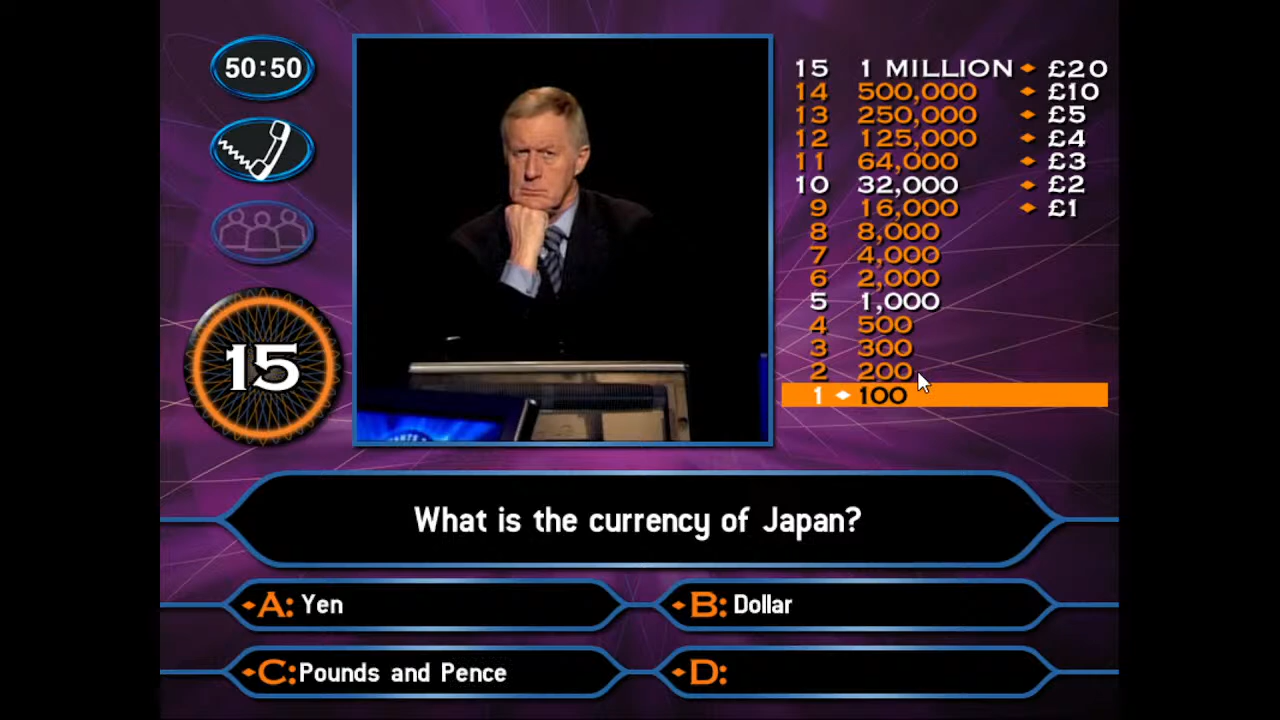 50:50
15
15 1 MILLION £20
14 500,000 £10
13 250,000 £5
12 125,000 £4
11 64,000 £3
10 32,000 £2
9 16,000 £1
8 8,000
7 4,000
6 2,000
5 1,000
4 500
3 300
2 200
1 100
What is the currency of Japan?
A: Yen
B: Dollar
C: Pounds and Pence
D: